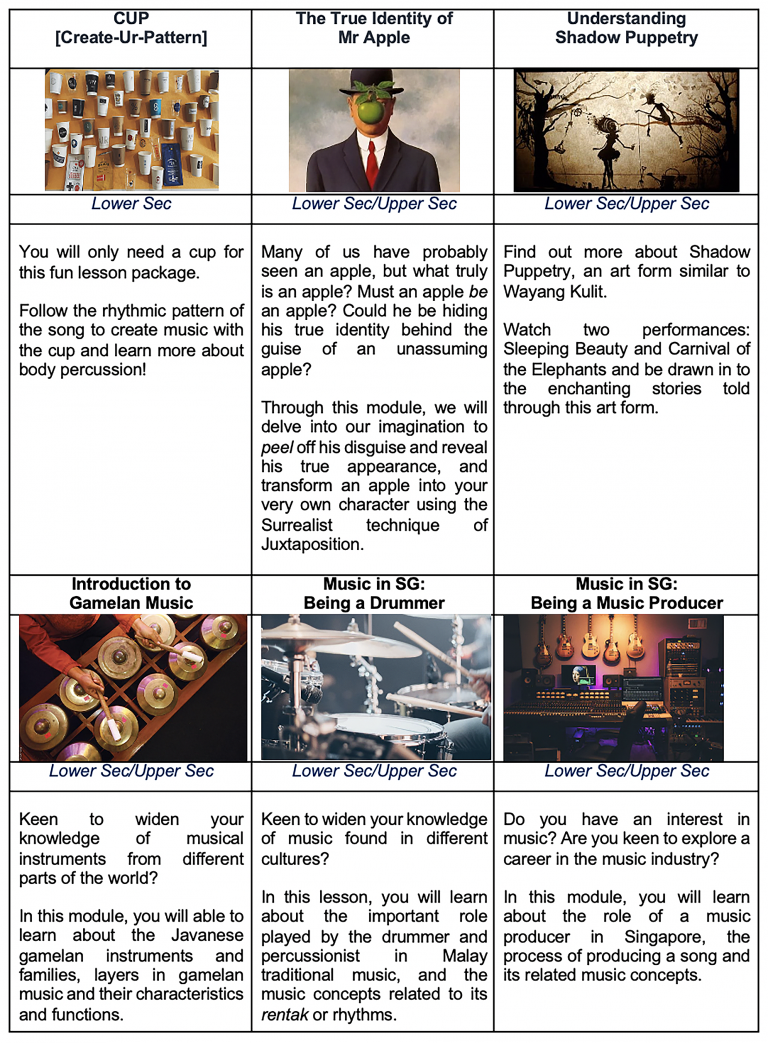 CUP
[Create-Ur-Pattern]
The True Identity of
Mr Apple
Understanding
Shadow Puppetry
Lower Sec
Lower Sec/Upper Sec
Lower Sec/Upper Sec
You will only need a cup for
this fun lesson package.
Follow the rhythmic pattern of
the song to create music with
the cup and learn more about
body percussion!
Many of us have probably
seen an apple, but what truly
is an apple? Must an apple be
an apple? Could he be hiding
his true identity behind the
guise of an unassuming
apple?
Through this module, we will
delve into our imagination to
peel off his disguise and reveal
his true appearance, and
transform an apple into your
very own character using the
Surrealist technique of
Juxtaposition.
Find out more about Shadow
Puppetry, an art form similar to
Wayang Kulit.
Watch two performances:
Sleeping Beauty and Carnival of
the Elephants and be drawn in to
the enchanting stories told
through this art form.
Introduction to
Gamelan Music
Music in SG:
Being a Drummer
Music in SG:
Being a Music Producer
Lower Sec/Upper Sec
Lower Sec/Upper Sec
Lower Sec/Upper Sec
Keen to widen your
knowledge of musical
instruments from different
parts of the world?
In this module, you will able to
learn about the Javanese
gamelan instruments and
families, layers in gamelan
music and their characteristics
and functions.
Keen to widen your knowledge
of music found in different
cultures?
In this lesson, you will learn
about the important role
played by the drummer and
percussionist in Malay
traditional music, and the
music concepts related to its
rentak or rhythms.
Do you have an interest in
music? Are you keen to explore a
career in the music industry?
In this module, you will learn
about the role of a music
producer in Singapore, the
process of producing a song and
its related music concepts.